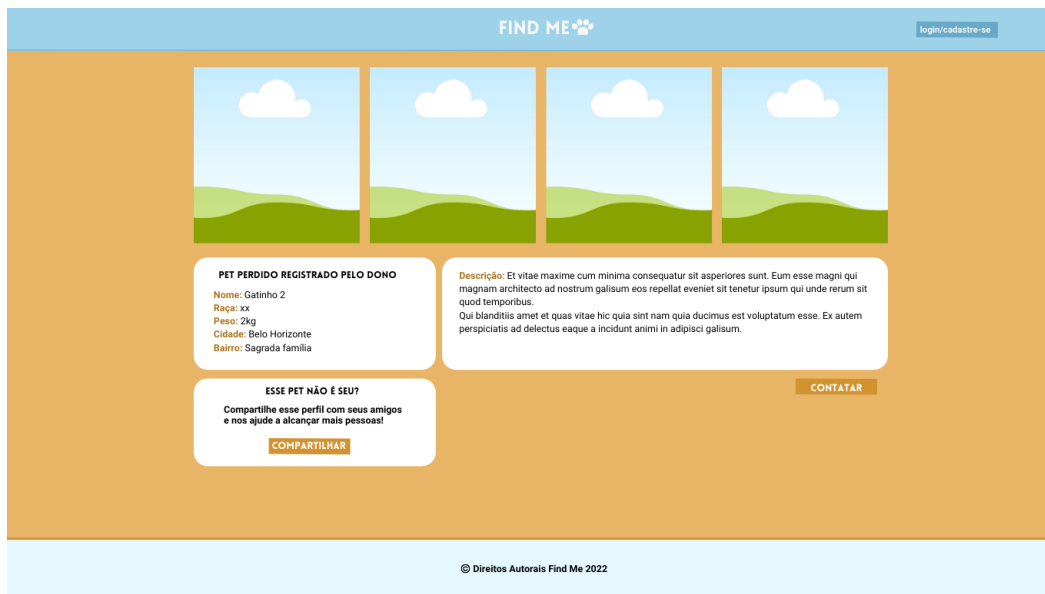 FIND ME
login/cadastre-se
PET PERDIDO REGISTRADO PELO DONO
Nome: Gatinho 2
Raça: xx
Peso: 2kg
Cidade: Belo Horizonte
Bairro: Sagrada família
Descrição: Et vitae maxime cum minima consequatur sit asperiores sunt. Eum esse magni qui
magnam architecto ad nostrum galisum eos repellat eveniet sit tenetur ipsum qui unde rerum sit
quod temporibus.
Qui blanditiis amet et quas vitae hic quia sint nam quia ducimus est voluptatum esse. Ex autem
perspiciatis ad delectus eaque a incidunt animi in adipisci galisum.
ESSE PET NÃO É SEU?
Compartilhe esse perfil com seus amigos
e nos ajude a alcançar mais pessoas!
COMPARTILHAR
CONTATAR
© Direitos Autorais Find Me 2022